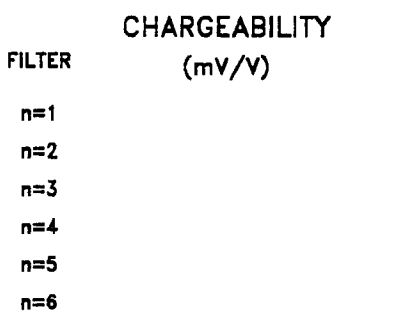 CHARGEABILITY
FILTER (mV/V)
n=1
n=2
n=3
n=4
n=5
n=6